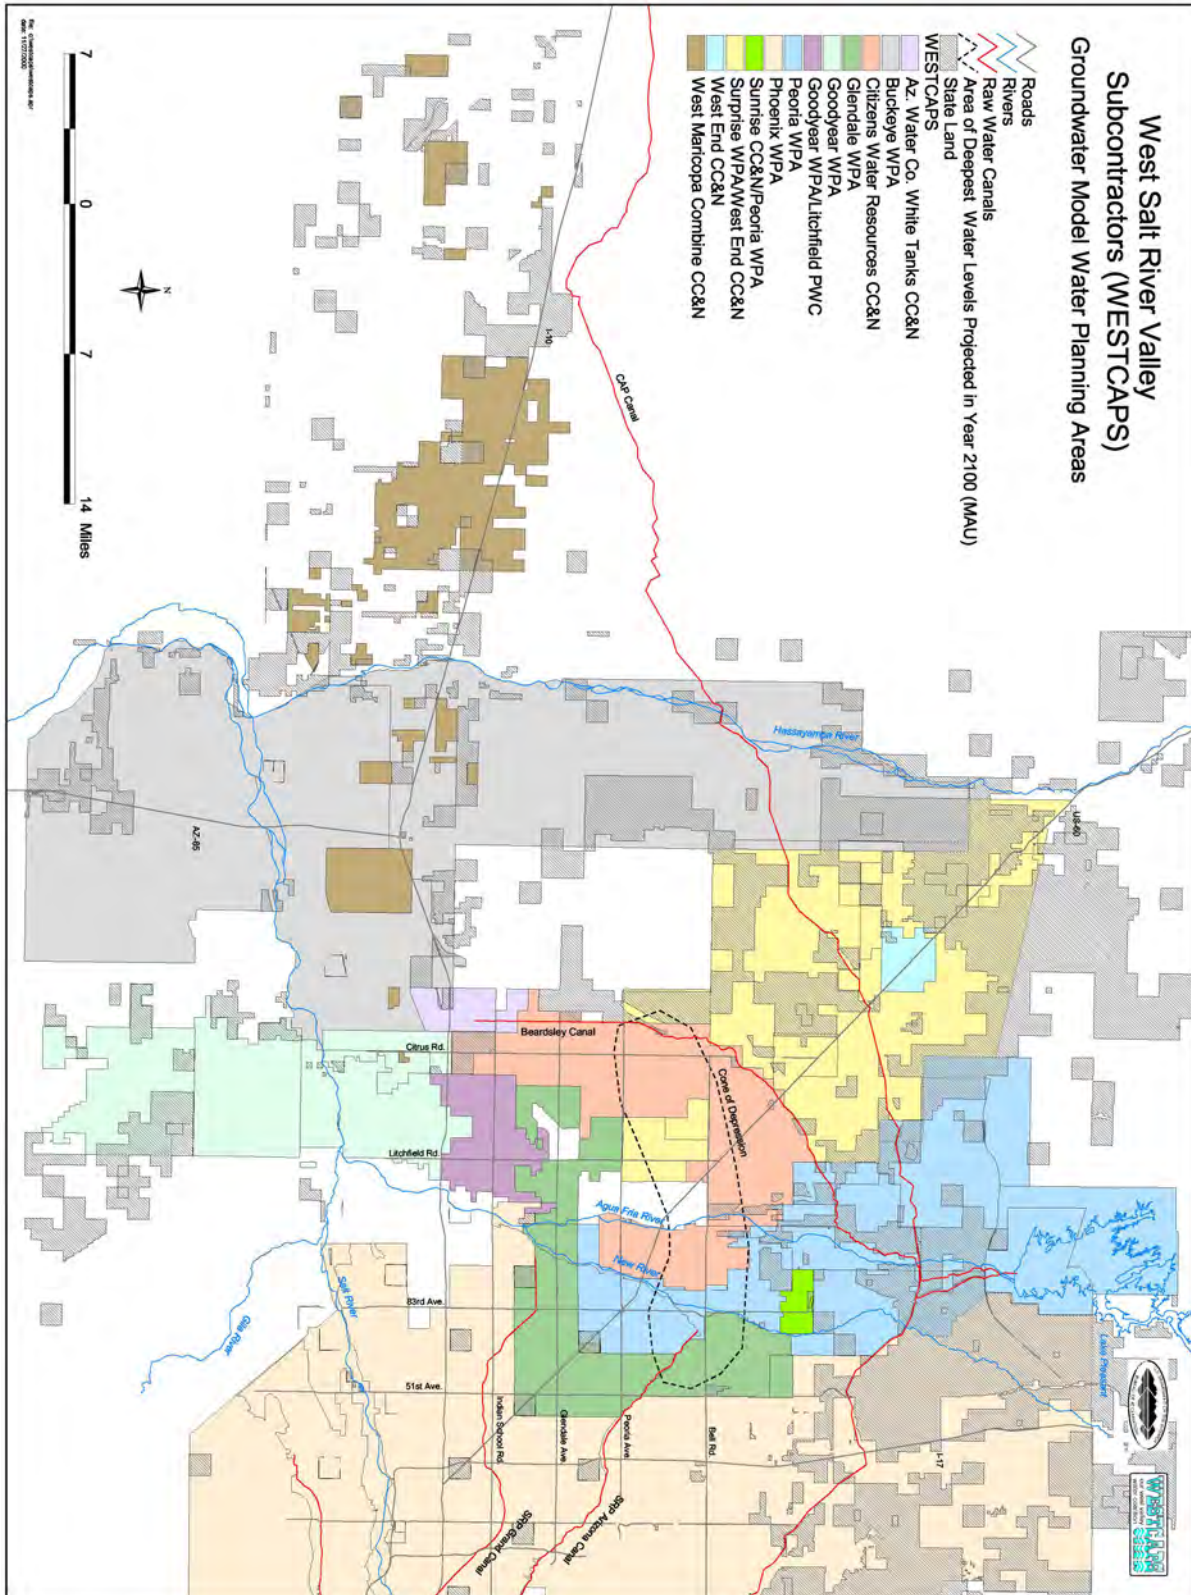 West Salt River Valley
Subcontractors (WESTCAPS)
Groundwater Model Water Planning Areas
Roads
Rivers
Raw Water Canals
Area of Deepest Water Levels Projected in Year 2100 (MAU)
State Land
WESTCAPS
Az. Water Co. White Tanks CC&N
Buckeye WPA
Citizens Water Resources CC&N
Glendale WPA
Goodyear WPA
Goodyear WPA/Litchfield PWC
Peoria WPA
Phoenix WPA
Sunrise CC&N/Peoria WPA
Surprise WPA/West End CC&N
West End CC&N
West Maricopa Combine CC&N
N
7
0
7
14 Miles
I-10
CAP Canal
Hassayampa River
US-60
AZ-85
Beardsley Canal
Citrus Rd.
Cone of Depression
Litchfield Rd.
Agua Fria River
New River
83rd Ave.
Salt River
Gila River
51st Ave.
Indian School Rd.
Glendale Ave.
Peoria Ave.
Bell Rd.
I-17
Lake Pleasant
SRP Grand Canal
SRP Arizona Canal
WESTCAPS